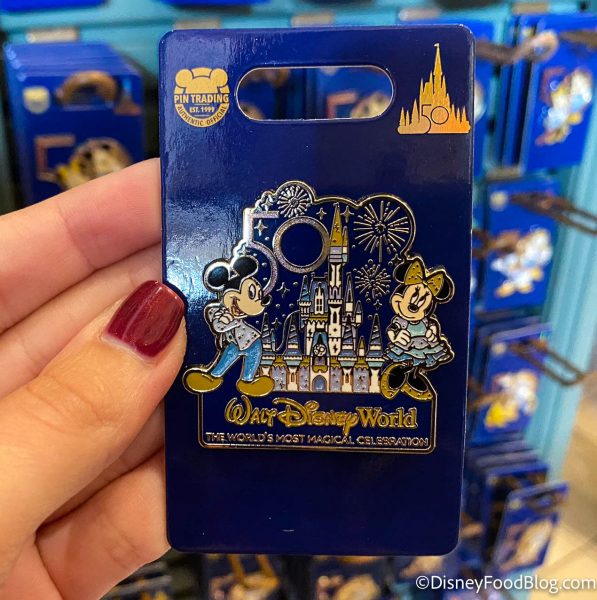 PIN TRADING
EST. 1999
AUTHENTIC OFFICIAL
50
50
Walt Disney World
THE WORLD'S MOST MAGICAL CELEBRATION
©DisneyFoodBlog.com